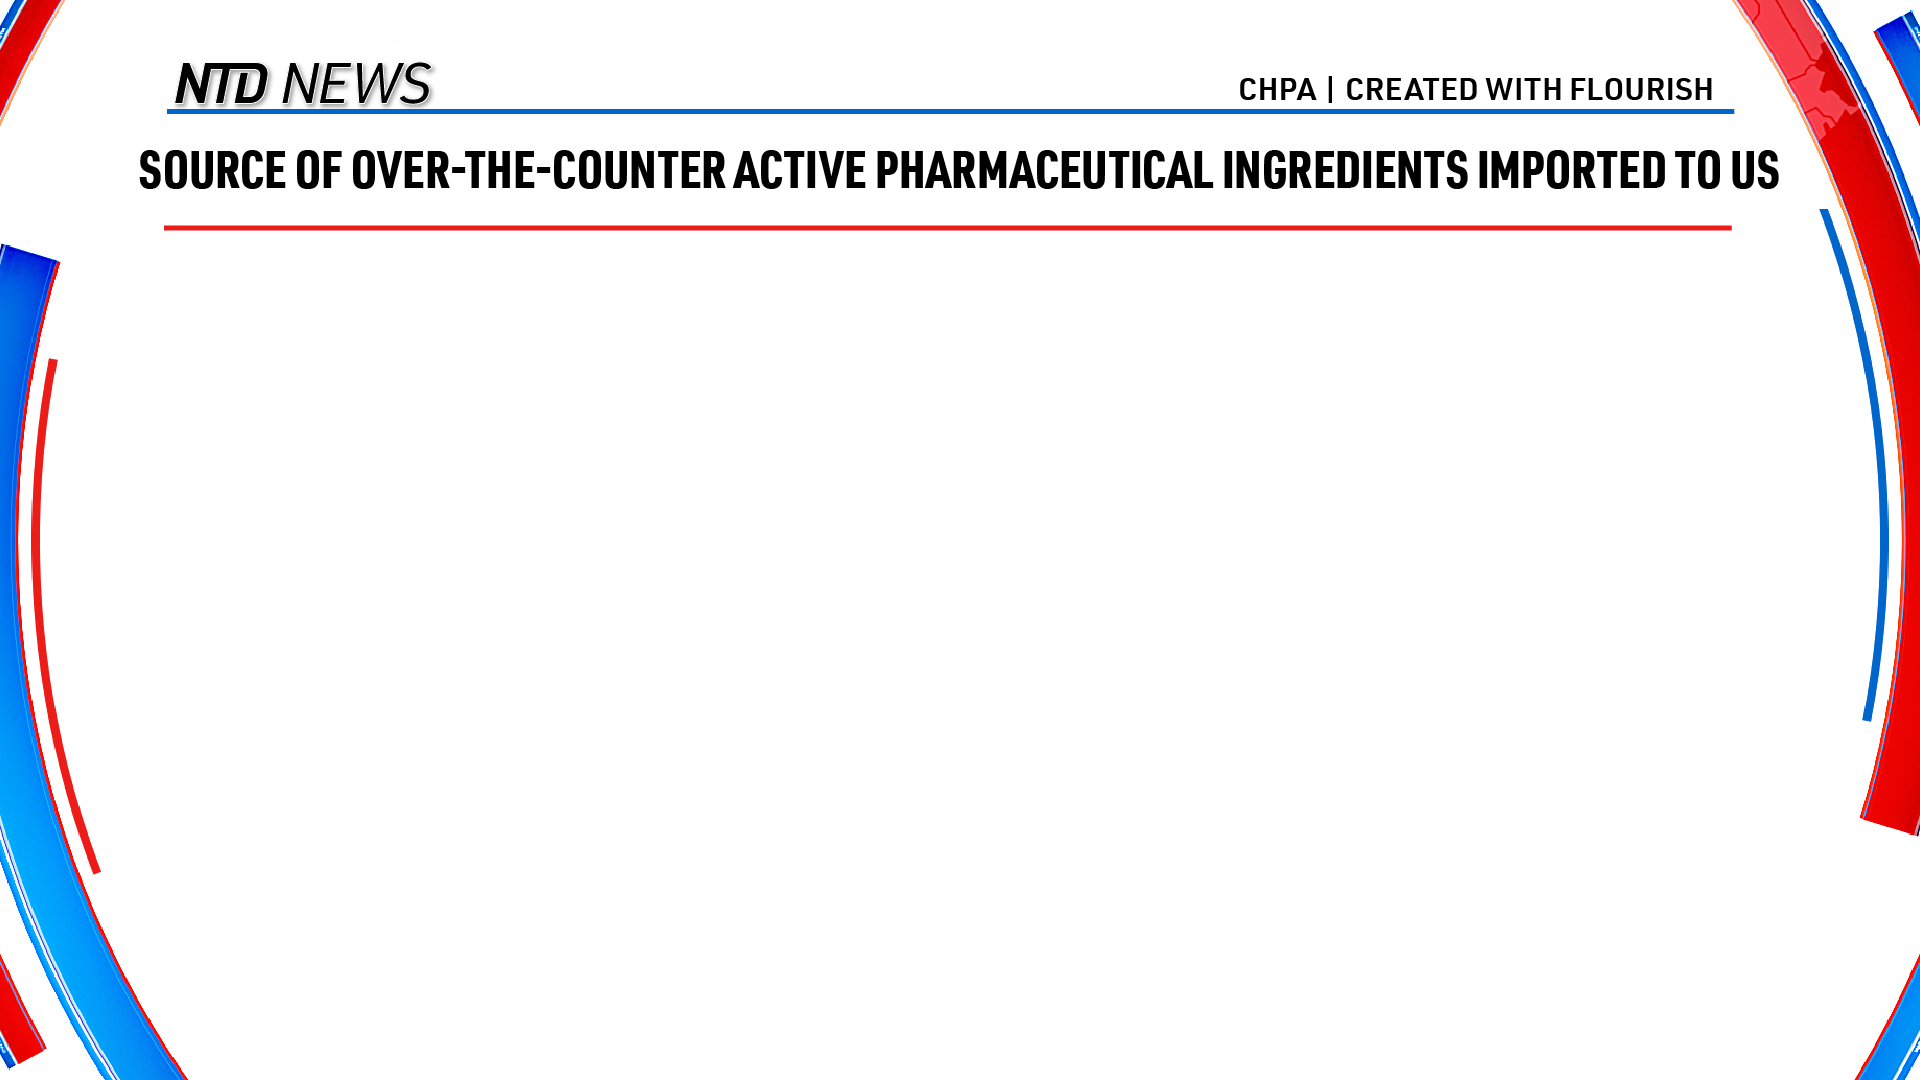 NTD NEWS
CHPA | CREATED WITH FLOURISH
SOURCE OF OVER-THE-COUNTER ACTIVE PHARMACEUTICAL INGREDIENTS IMPORTED TO US